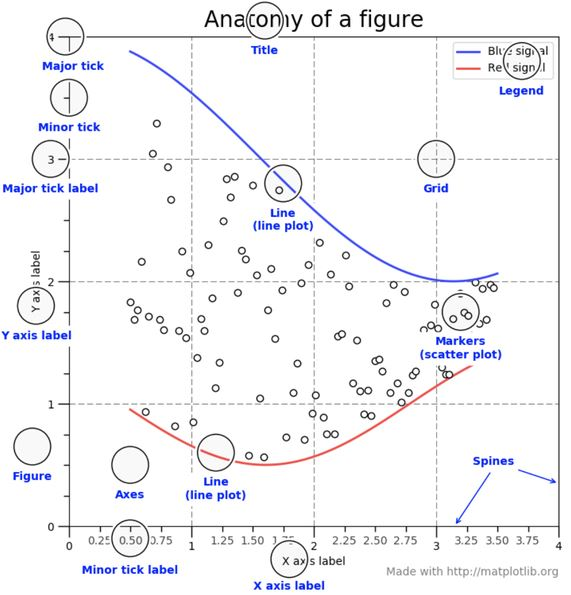 Anatomy of a figure
4
Blue signal
Red signal
Title
Major tick
Legend
Minor tick
3
Major tick label
Grid
Line
(line plot)
Y axis label
2
Y axis label
Markers
(scatter plot)
1
Figure
Axes
Line
(line plot)
Spines
0
0 0.25 0.50 1 1.25 1.50 1.75 2 2.25 2.50 2.75 3 3.25 3.50 3.75 4
Minor tick label
X axis label
X axis label
Made with http://matplotlib.org